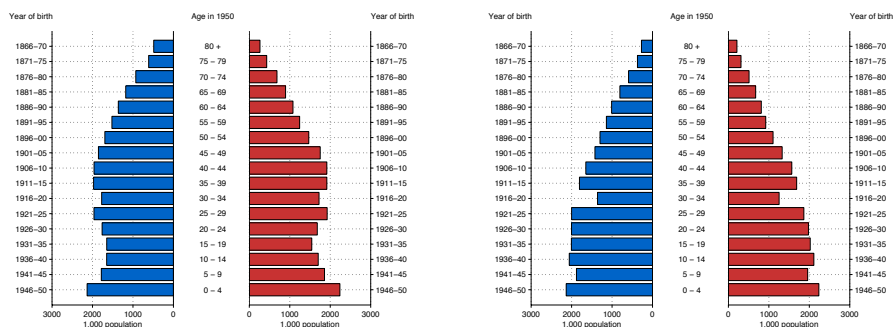 Year of birth Age in 1950 Year of birth
1866–70 80 + 1866–70
1871–75 75 – 79 1871–75
1876–80 70 – 74 1876–80
1881–85 65 – 69 1881–85
1886–90 60 – 64 1886–90
1891–95 55 – 59 1891–95
1896–00 50 – 54 1896–00
1901–05 45 – 49 1901–05
1906–10 40 – 44 1906–10
1911–15 35 – 39 1911–15
1916–20 30 – 34 1916–20
1921–25 25 – 29 1921–25
1926–30 20 – 24 1926–30
1931–35 15 – 19 1931–35
1936–40 10 – 14 1936–40
1941–45 5 – 9 1941–45
1946–50 0 – 4 1946–50
3000 2000 1000 0 0 1000 2000 3000
1,000 population 1,000 population
Year of birth Age in 1950 Year of birth
1866–70 80 + 1866–70
1871–75 75 – 79 1871–75
1876–80 70 – 74 1876–80
1881–85 65 – 69 1881–85
1886–90 60 – 64 1886–90
1891–95 55 – 59 1891–95
1896–00 50 – 54 1896–00
1901–05 45 – 49 1901–05
1906–10 40 – 44 1906–10
1911–15 35 – 39 1911–15
1916–20 30 – 34 1916–20
1921–25 25 – 29 1921–25
1926–30 20 – 24 1926–30
1931–35 15 – 19 1931–35
1936–40 10 – 14 1936–40
1941–45 5 – 9 1941–45
1946–50 0 – 4 1946–50
3000 2000 1000 0 0 1000 2000 3000
1,000 population 1,000 population